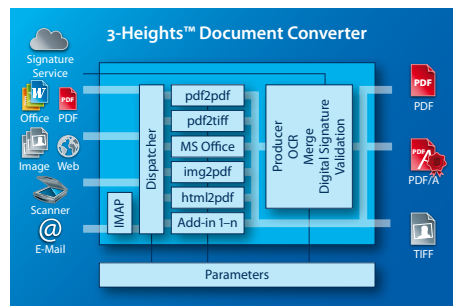 3-Heights™ Document Converter
Signature
Service
W
PDF
Office
PDF
Image
Web
Scanner
@
E-Mail
IMAP
Dispatcher
pdf2pdf
pdf2tiff
MS Office
img2pdf
html2pdf
Add-in 1–n
Producer
OCR
Merge
Digital Signature
Validation
Parameters
PDF
PDF
PDF/A
PDF/A
TIFF